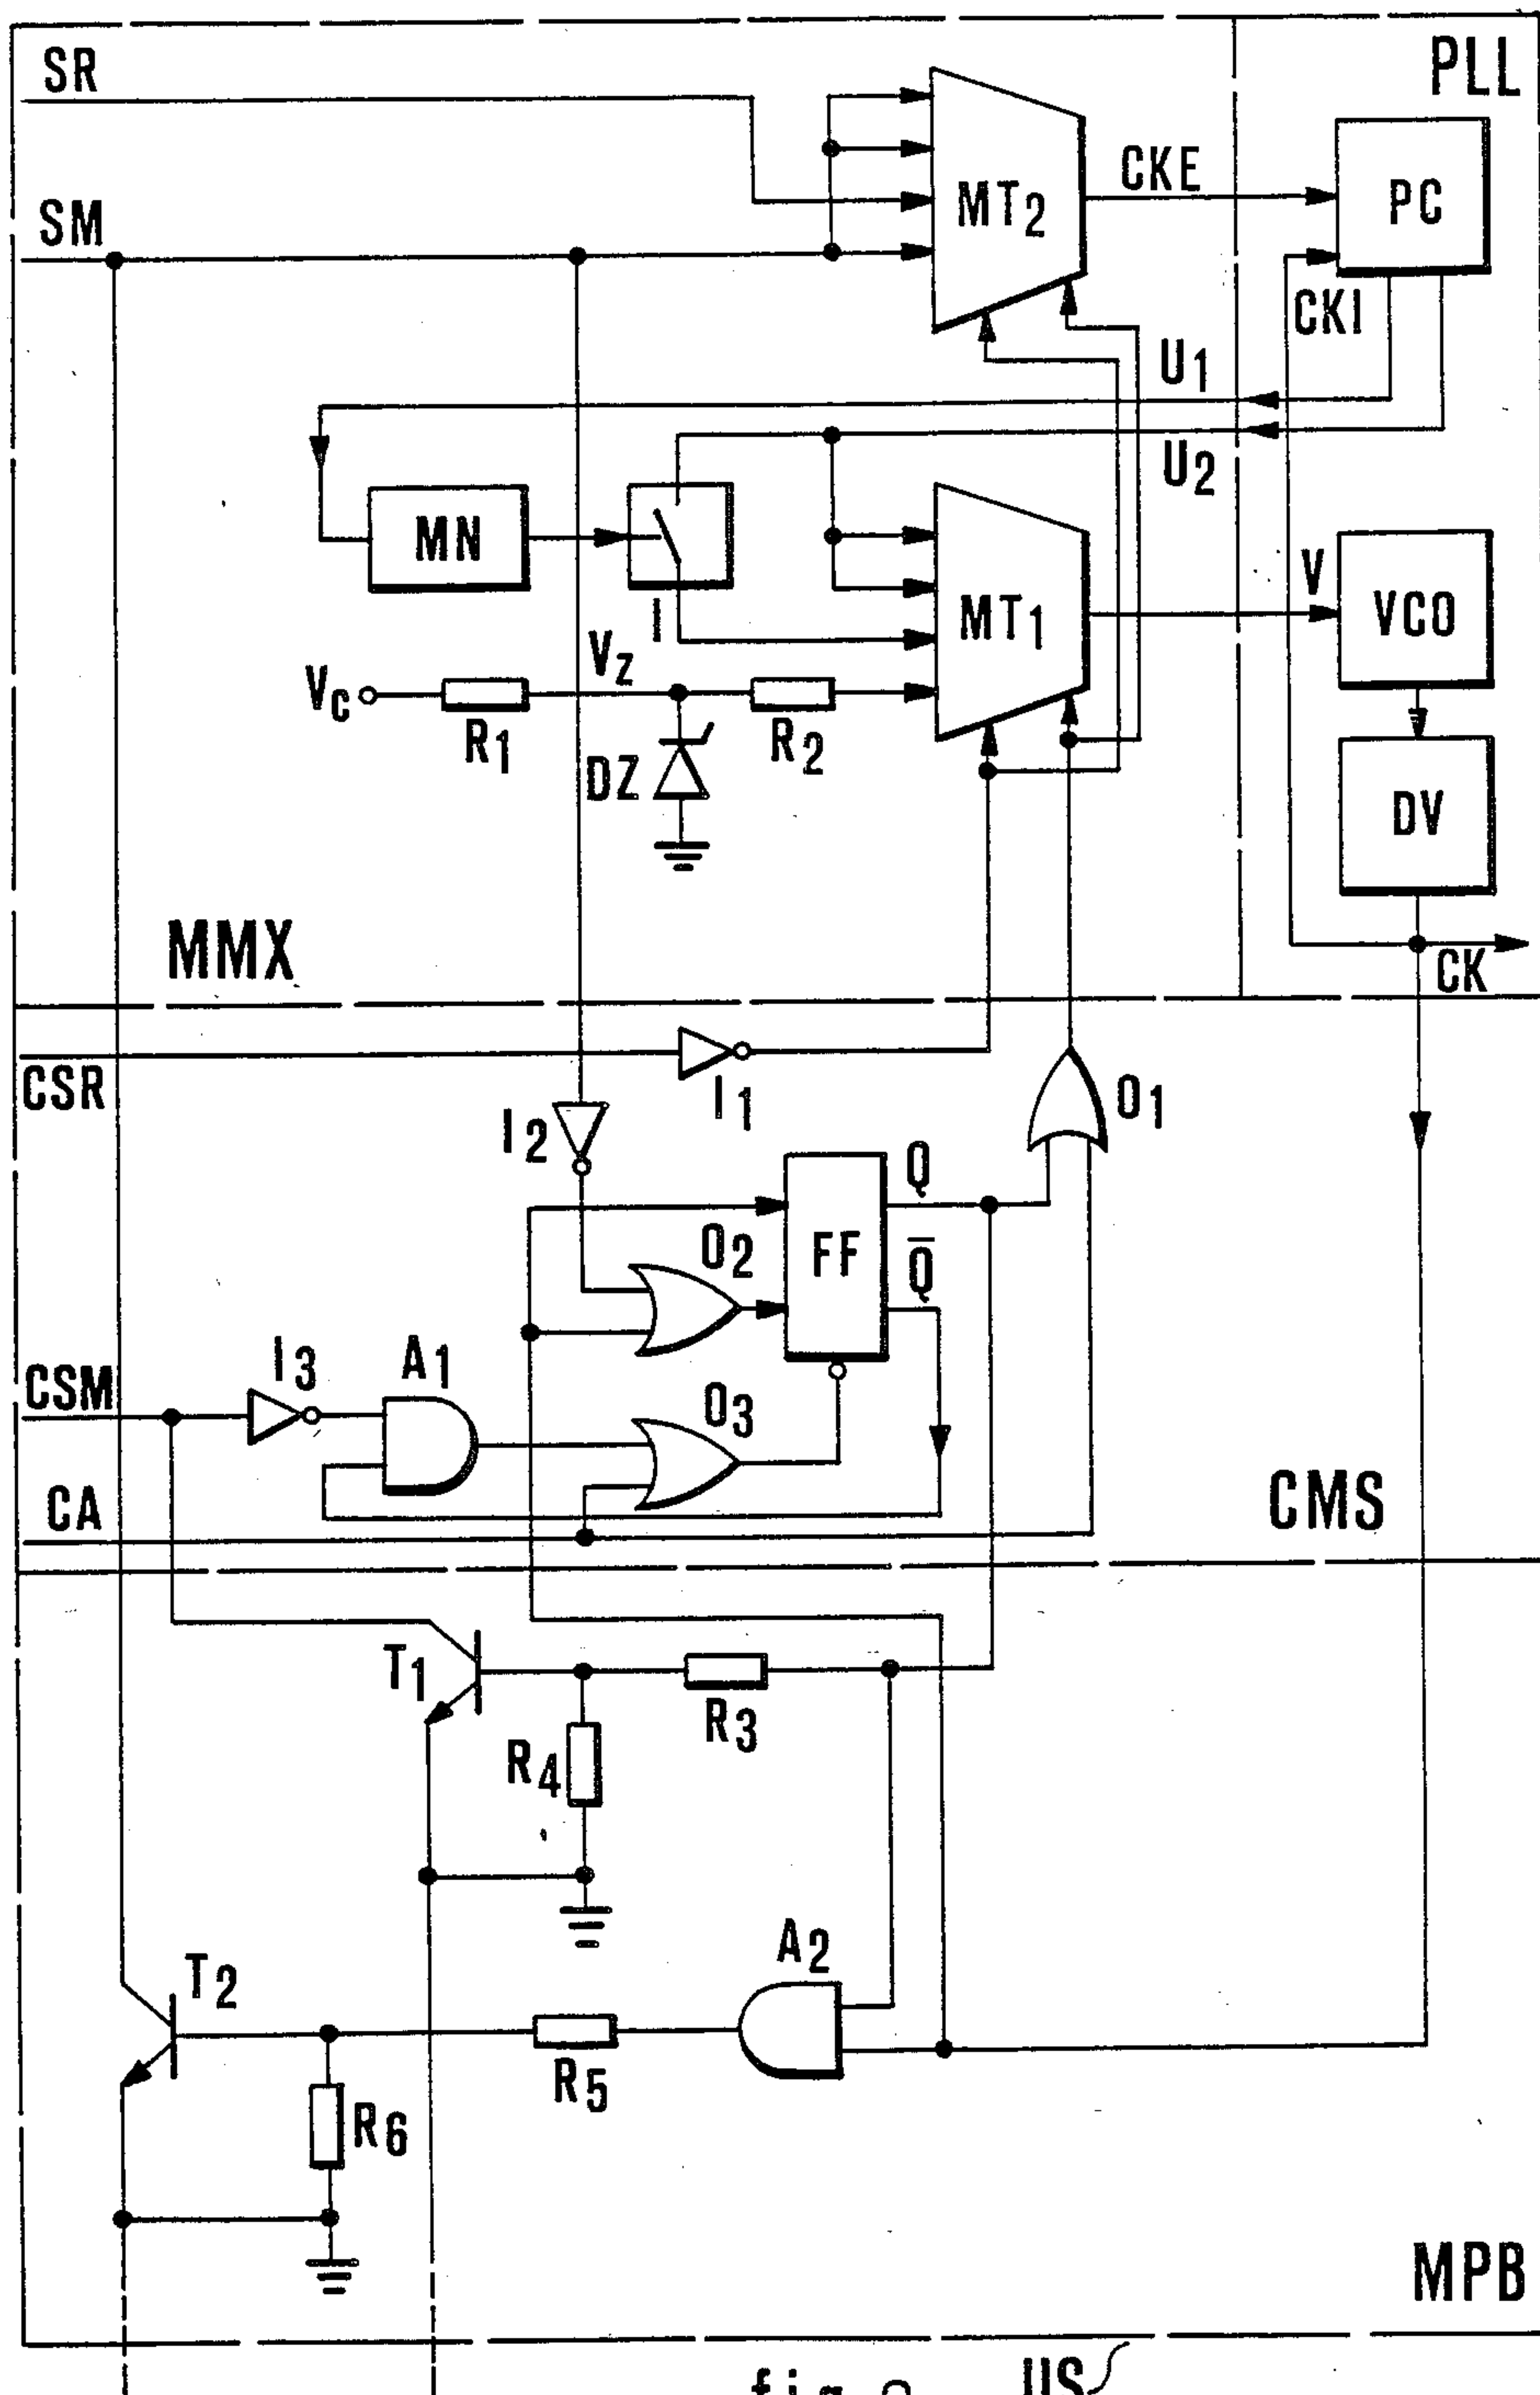 SR
PLL
SM
MT2
CKE
PC
CKI
U1
U2
MN
I
MT1
V
VCO
VC
VZ
R1
R2
DZ
DV
MMX
CK
CSR
I1
I2
O1
Q
O2
FF
Q̅
I3
A1
CSM
O3
CA
CMS
T1
R3
R4
A2
T2
R5
R6
MPB
US